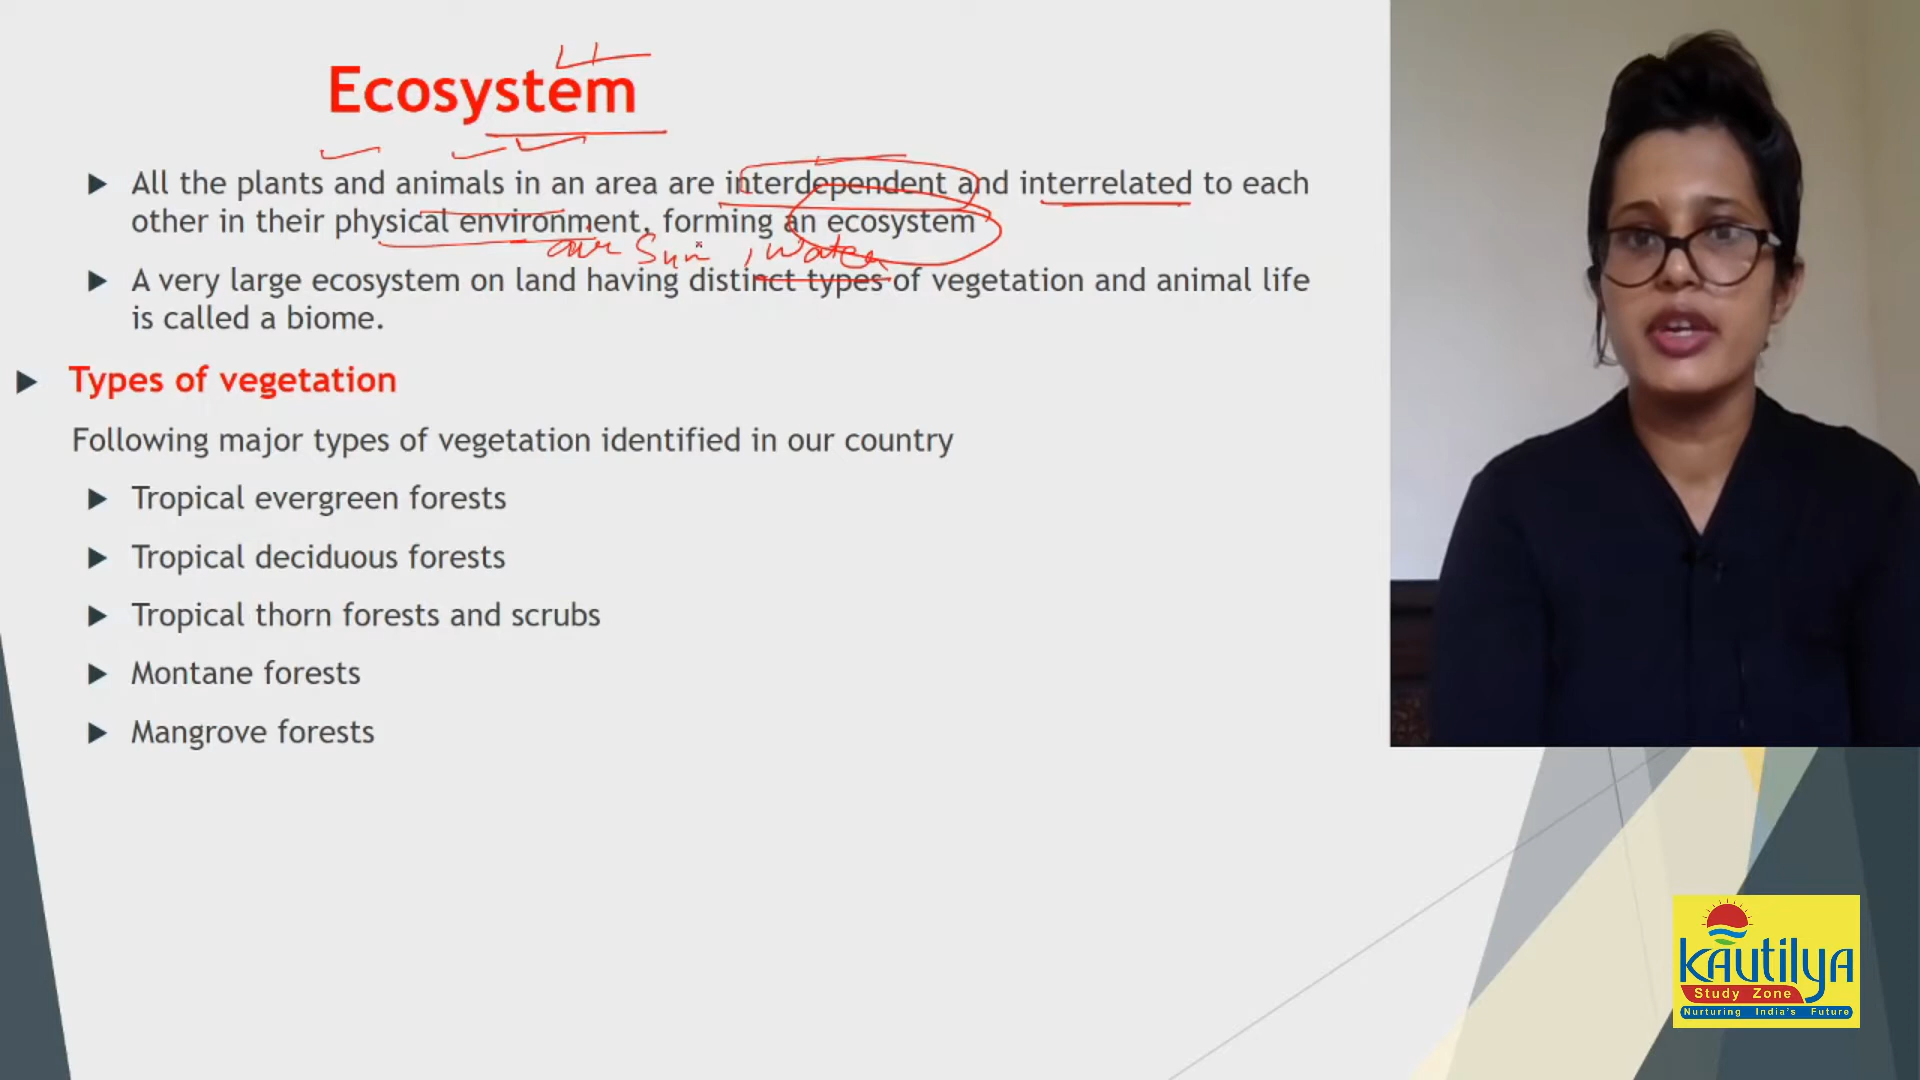 Ecosystem
All the plants and animals in an area are interdependent and interrelated to each
other in their physical environment, forming an ecosystem
air Sun , water
A very large ecosystem on land having distinct types of vegetation and animal life
is called a biome.
Types of vegetation
Following major types of vegetation identified in our country
Tropical evergreen forests
Tropical deciduous forests
Tropical thorn forests and scrubs
Montane forests
Mangrove forests
kautilya
Study Zone
Nurturing India's Future